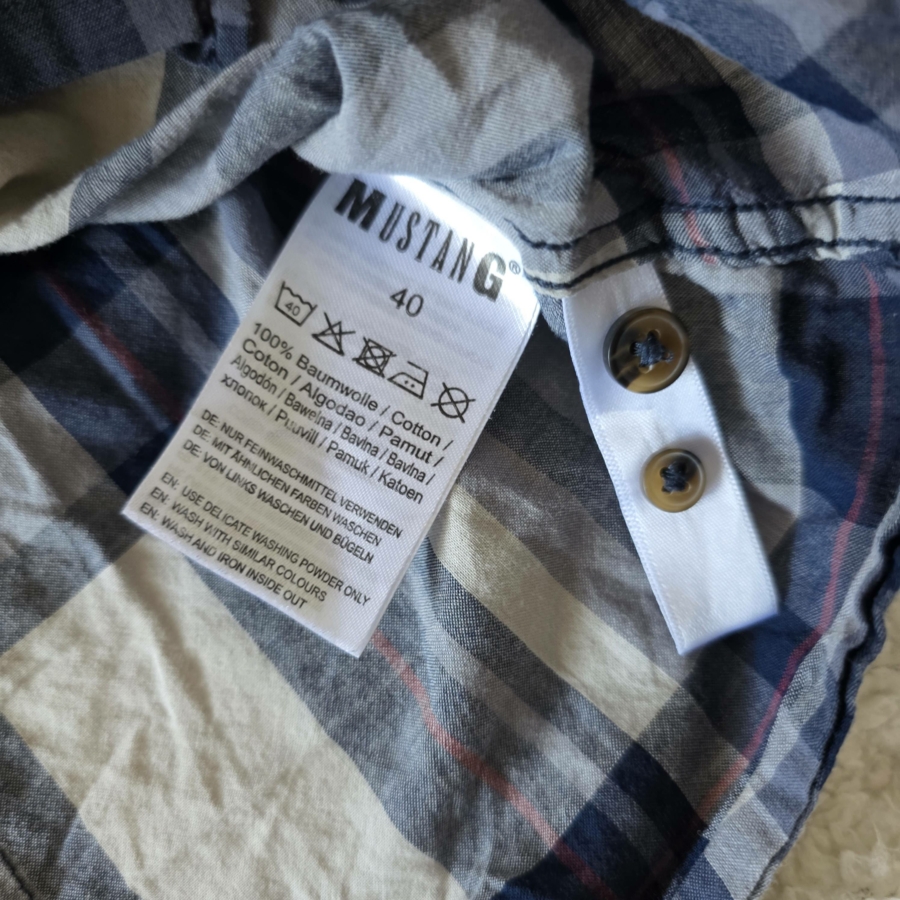 MUSTANG®
40
40
100% Baumwolle / Cotton /
Coton / Algodao / Pamut /
Algodón / Bawełna / Bavlna / Bavlna /
хлопок / Puuvill / Pamuk / Katoen
DE: NUR FEINWASCHMITTEL VERWENDEN
DE: MIT ÄHNLICHEN FARBEN WASCHEN
DE: VON LINKS WASCHEN UND BÜGELN
EN: USE DELICATE WASHING POWDER ONLY
EN: WASH WITH SIMILAR COLOURS
EN: WASH AND IRON INSIDE OUT